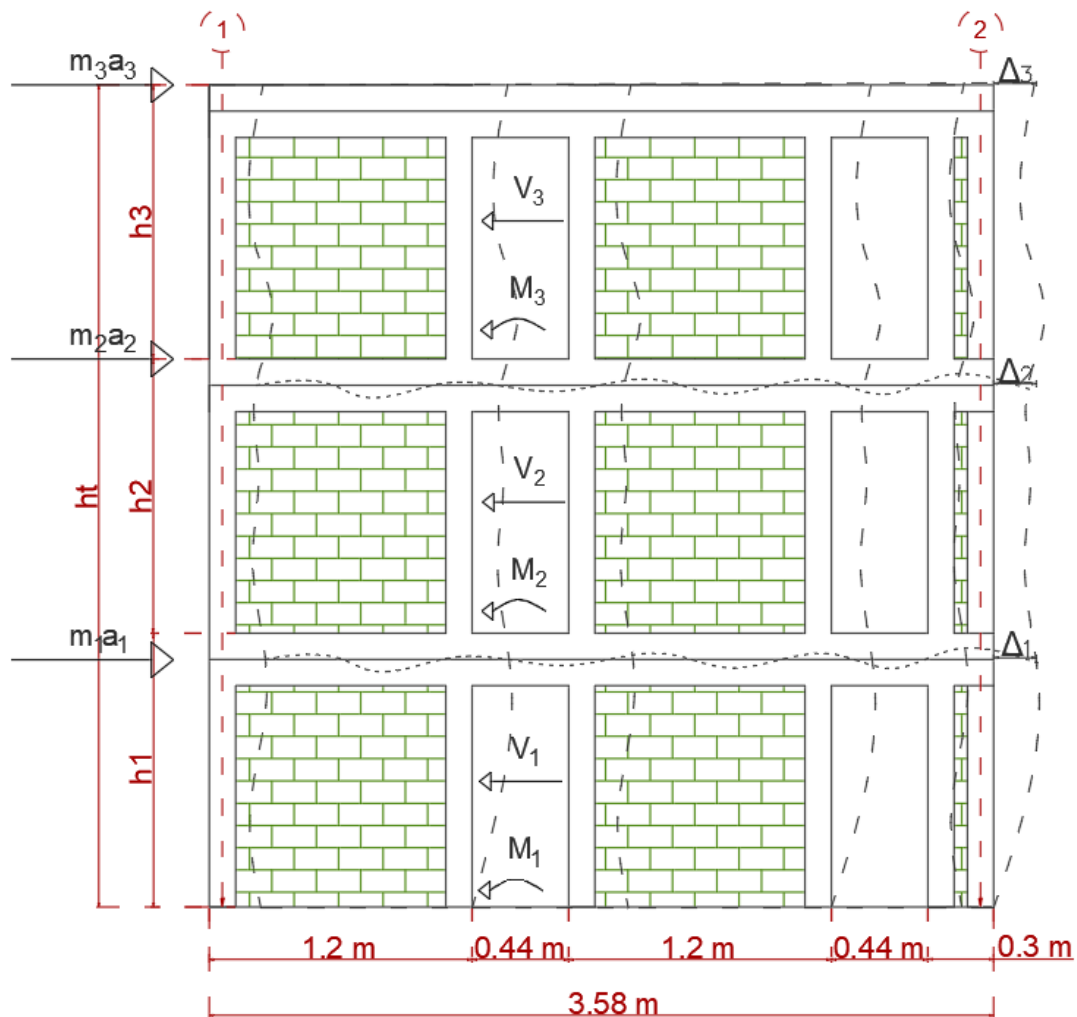 1
2
m₃a₃
Δ₃
h3
V₃
M₃
m₂a₂
Δ₂
ht
h2
V₂
M₂
m₁a₁
Δ₁
h1
V₁
M₁
1.2 m
0.44 m
1.2 m
0.44 m
0.3 m
3.58 m